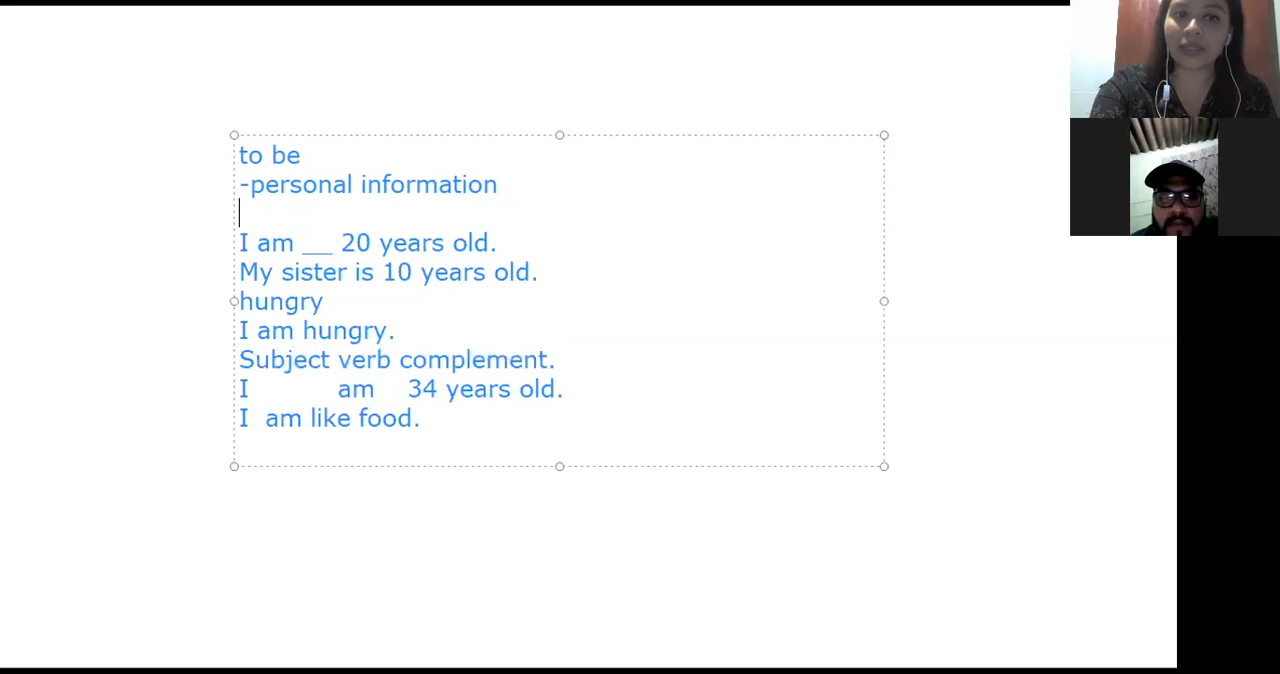 to be
-personal information
I am __ 20 years old.
My sister is 10 years old.
hungry
I am hungry.
Subject verb complement.
I am 34 years old.
I am like food.